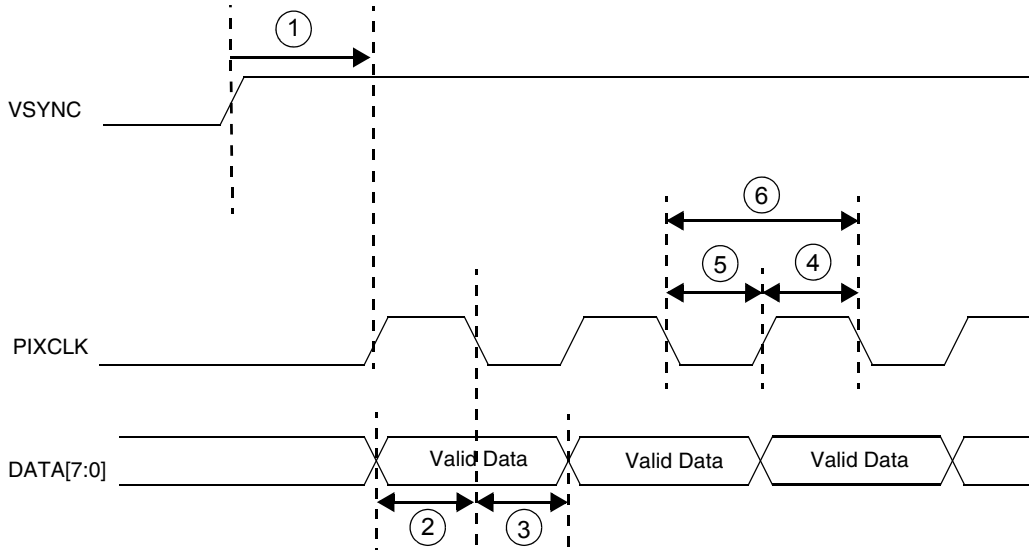 1
VSYNC
6
5
4
PIXCLK
DATA[7:0]
Valid Data
Valid Data
Valid Data
2
3